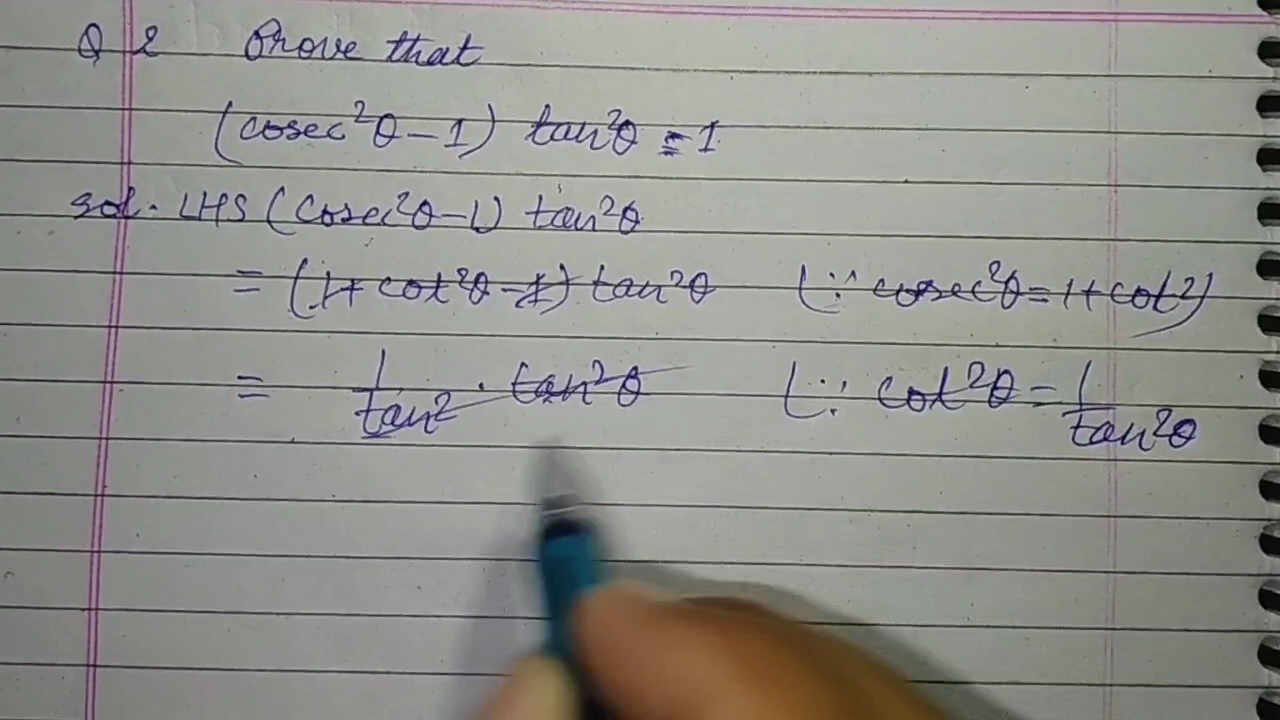 Q 2 Prove that
(cosec²θ-1) tan²θ = 1
Sol. LHS (Cosec²θ-1) tan²θ
= (1+ cot²θ-1) tan²θ (∵ cosec²θ=1+cot²)
= 1/tan² · tan²θ (∵ cot²θ=1/tan²θ